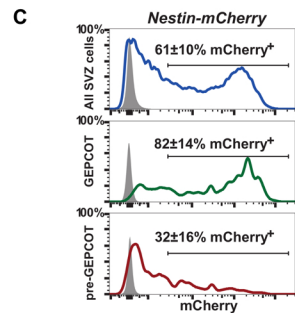 C
Nestin-mCherry
100%
All SVZ cells
61±10% mCherry+
100%
GEPCOT
82±14% mCherry+
100%
pre-GEPCOT
32±16% mCherry+
mCherry